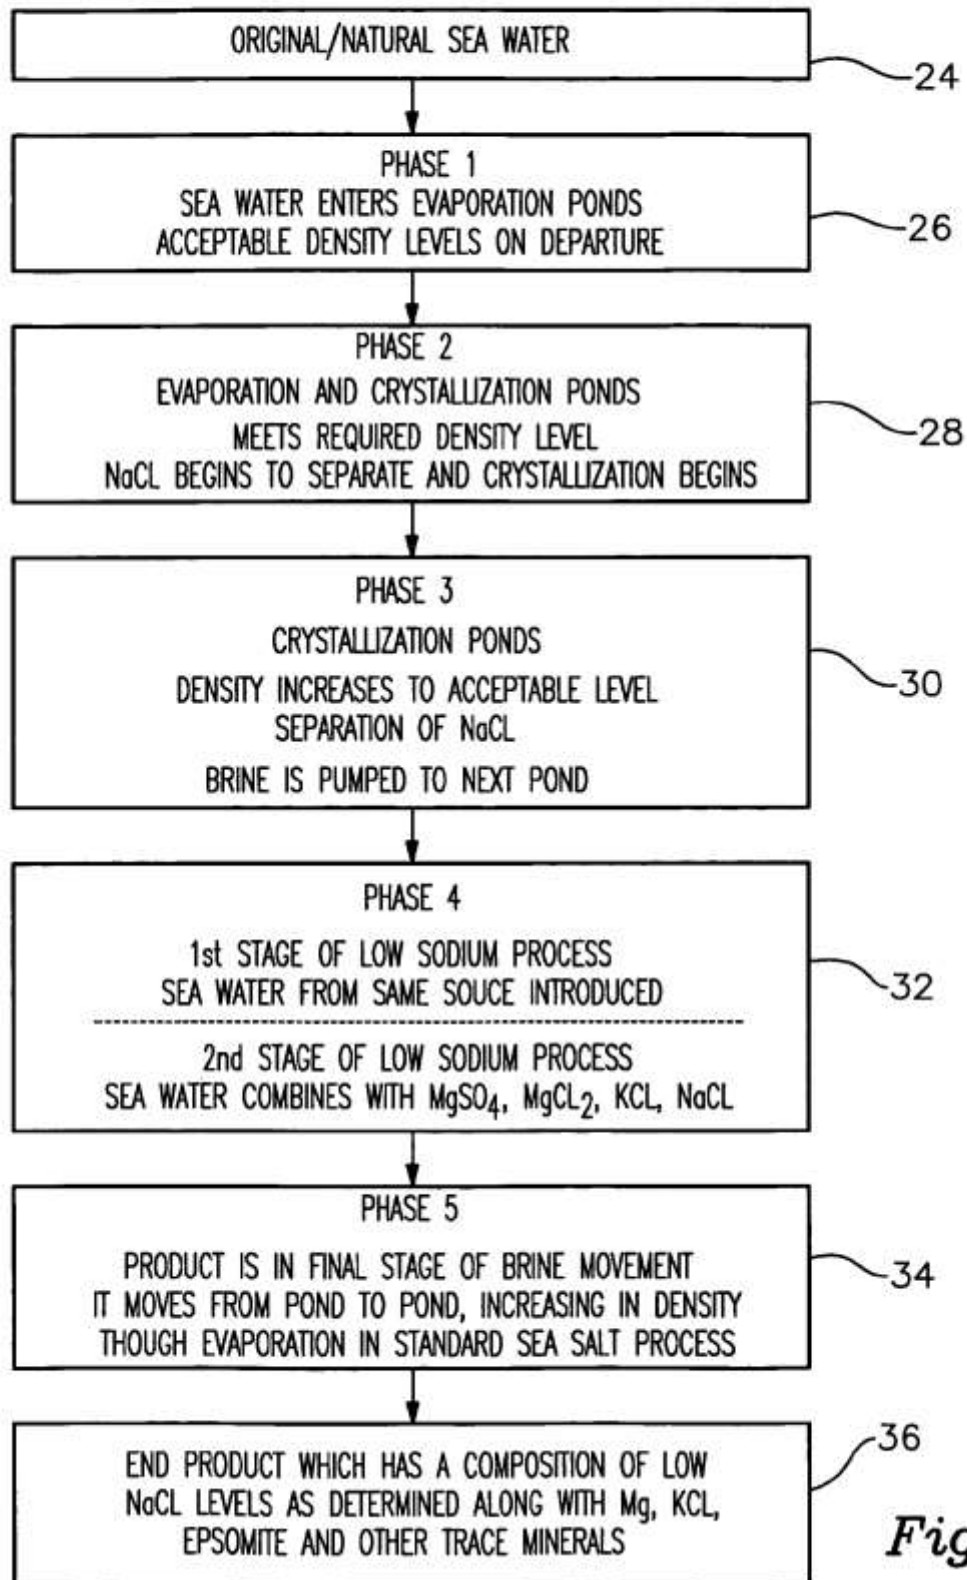 ORIGINAL/NATURAL SEA WATER
24
PHASE 1
SEA WATER ENTERS EVAPORATION PONDS
ACCEPTABLE DENSITY LEVELS ON DEPARTURE
26
PHASE 2
EVAPORATION AND CRYSTALLIZATION PONDS
MEETS REQUIRED DENSITY LEVEL
NaCL BEGINS TO SEPARATE AND CRYSTALLIZATION BEGINS
28
PHASE 3
CRYSTALLIZATION PONDS
DENSITY INCREASES TO ACCEPTABLE LEVEL
SEPARATION OF NaCL
BRINE IS PUMPED TO NEXT POND
30
PHASE 4
1st STAGE OF LOW SODIUM PROCESS
SEA WATER FROM SAME SOUCE INTRODUCED
2nd STAGE OF LOW SODIUM PROCESS
SEA WATER COMBINES WITH MgSO₄, MgCL₂, KCL, NaCL
32
PHASE 5
PRODUCT IS IN FINAL STAGE OF BRINE MOVEMENT
IT MOVES FROM POND TO POND, INCREASING IN DENSITY
THOUGH EVAPORATION IN STANDARD SEA SALT PROCESS
34
END PRODUCT WHICH HAS A COMPOSITION OF LOW
NaCL LEVELS AS DETERMINED ALONG WITH Mg, KCL,
EPSOMITE AND OTHER TRACE MINERALS
36
Fig